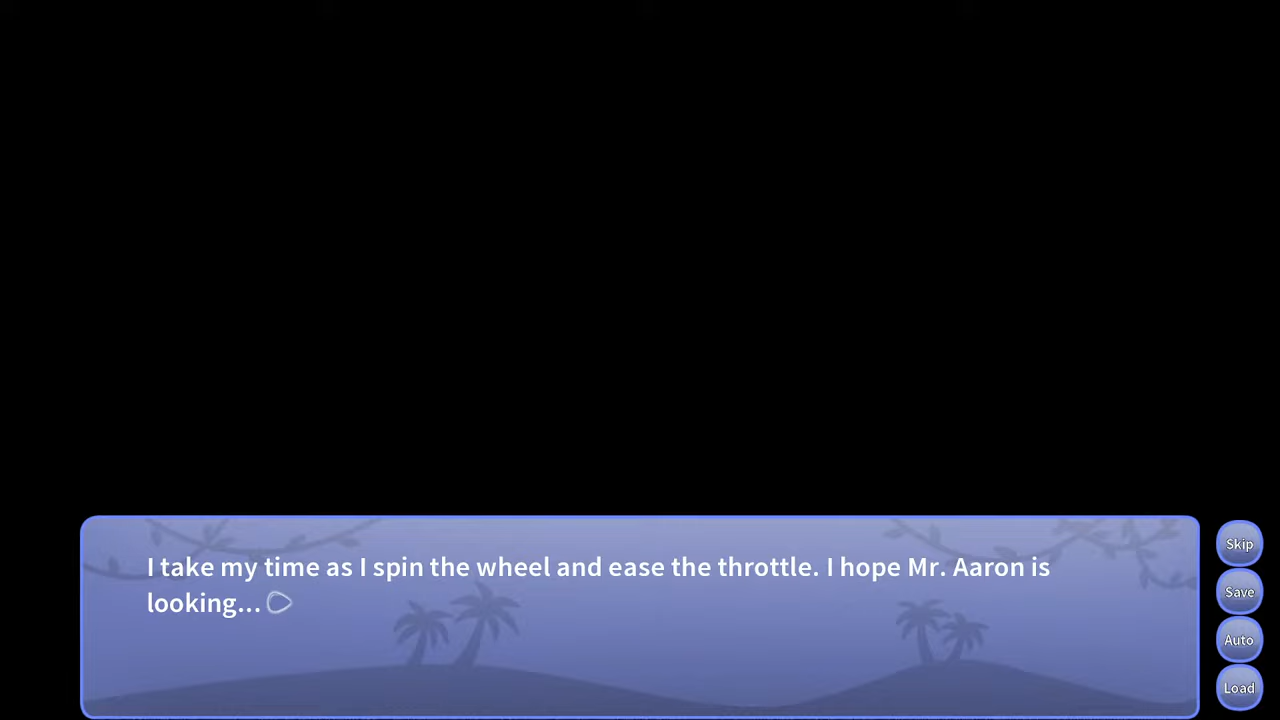 I take my time as I spin the wheel and ease the throttle. I hope Mr. Aaron is
looking...
Skip
Save
Auto
Load